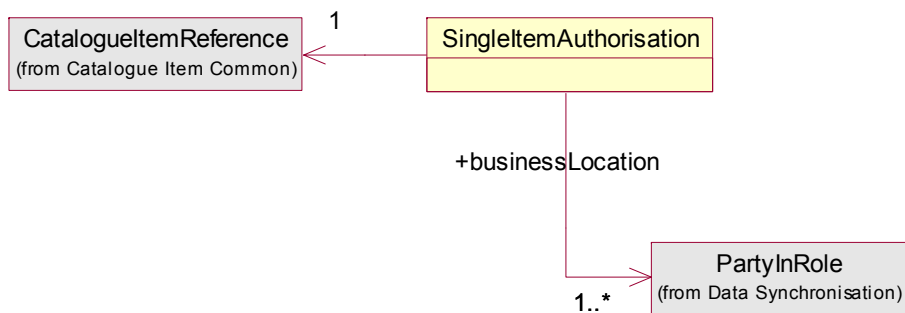 1
CatalogueItemReference
(from Catalogue Item Common)
SingleItemAuthorisation
+businessLocation
PartyInRole
(from Data Synchronisation)
1..*